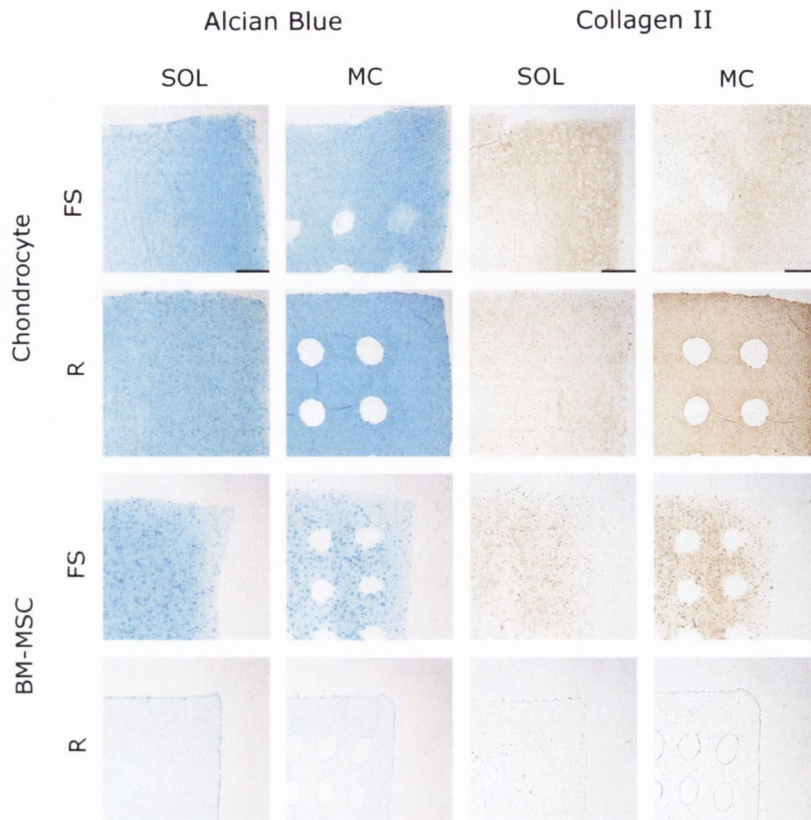 Alcian Blue Collagen II
SOL MC SOL MC
Chondrocyte
FS
R
BM-MSC
FS
R